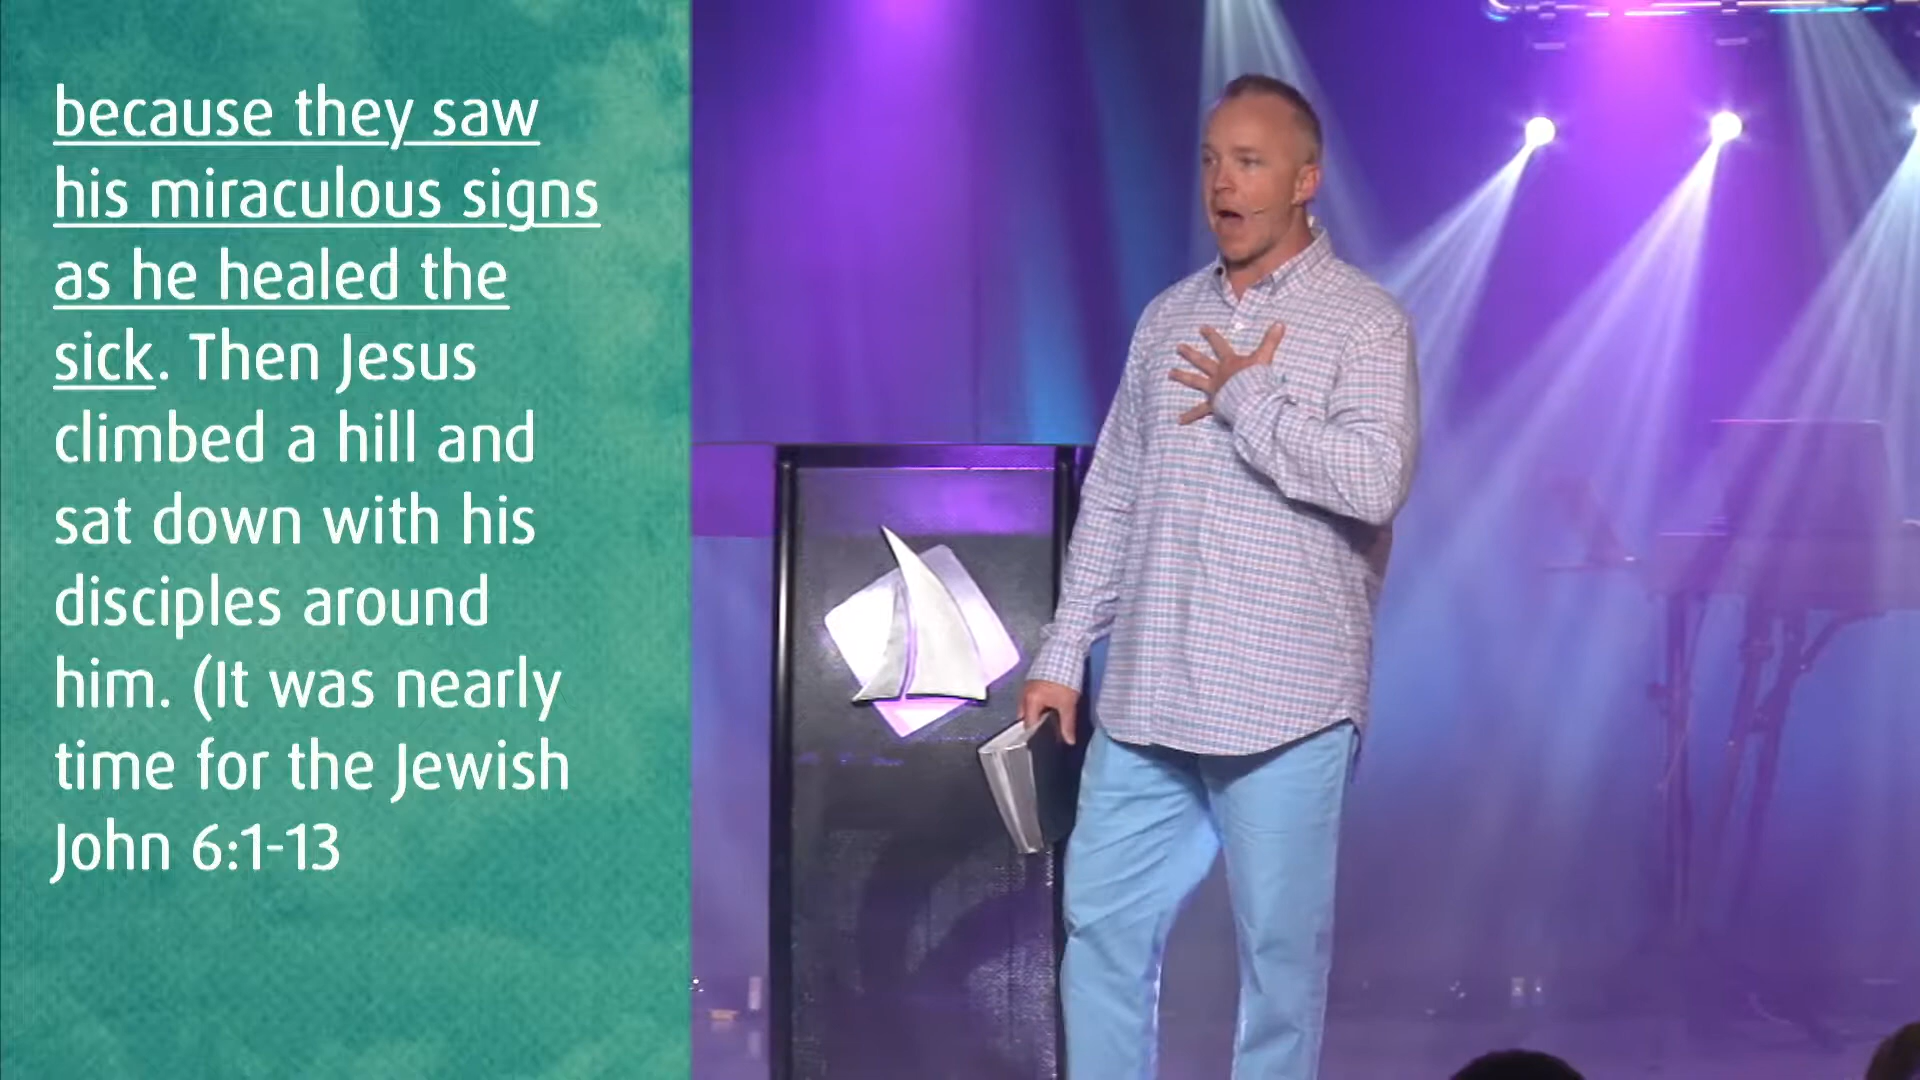 because they saw
his miraculous signs
as he healed the
sick. Then Jesus
climbed a hill and
sat down with his
disciples around
him. (It was nearly
time for the Jewish
John 6:1-13